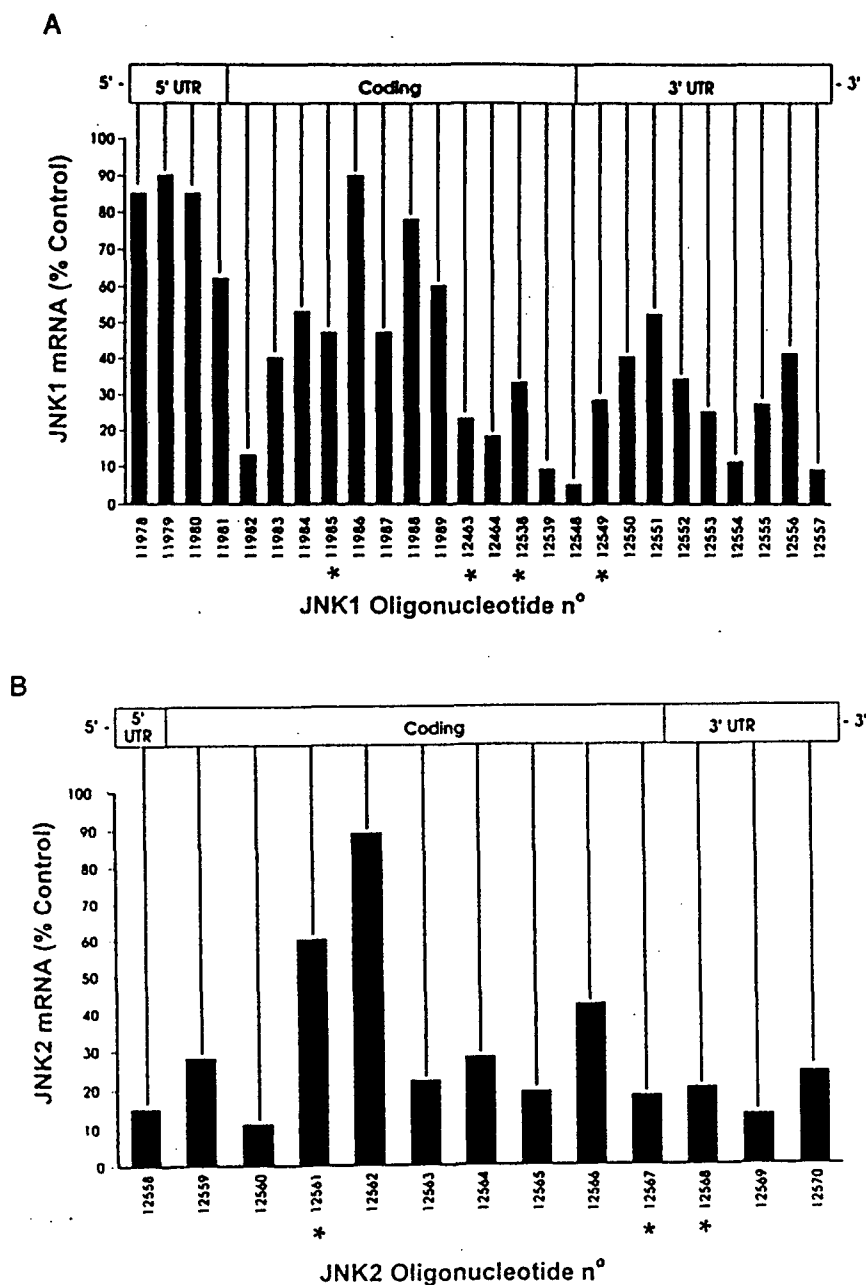 A
5' - 5' UTR Coding 3' UTR - 3'
JNK1 mRNA (% Control)
100
90
80
70
60
50
40
30
20
10
0
11978 11979 11980 11981 11982 11983 11984 11985 11986 11987 11988 11989 12463 12464 12538 12539 12548 12549 12550 12551 12552 12553 12554 12555 12556 12557
* * * *
JNK1 Oligonucleotide nº
B
5' - 5' UTR Coding 3' UTR - 3'
JNK2 mRNA (% Control)
100
90
80
70
60
50
40
30
20
10
0
12558 12559 12560 12561 12562 12563 12564 12565 12566 12567 12568 12569 12570
* * *
JNK2 Oligonucleotide nº